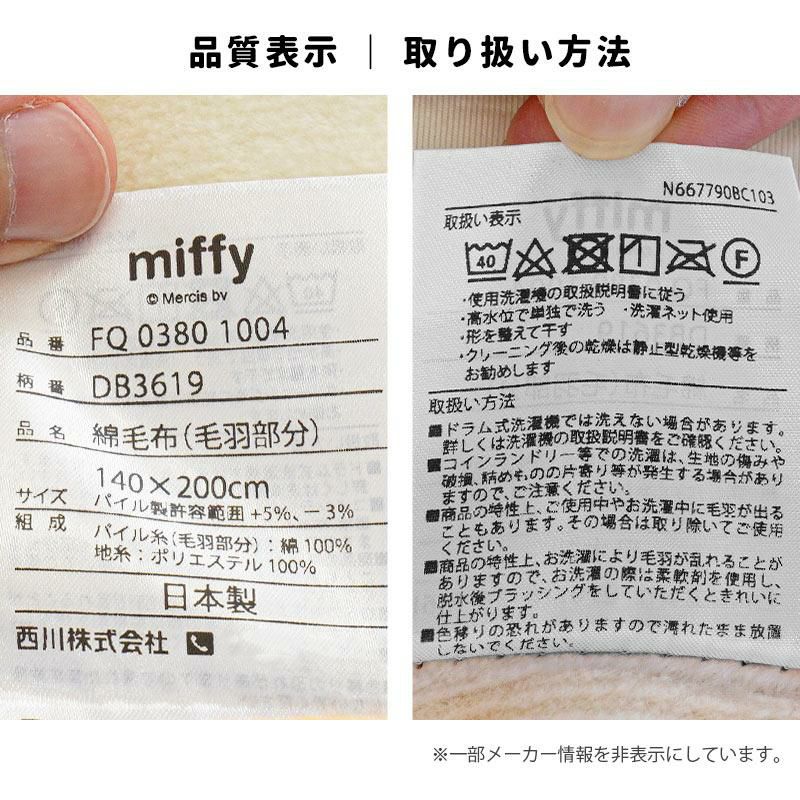 品質表示 | 取り扱い方法
miffy
© Mercis bv
品番 FQ 0380 1004
柄番 DB3619
品名 綿毛布(毛羽部分)
サイズ 140×200cm
パイル製許容範囲 +5%、-3%
組成 パイル糸(毛羽部分):綿 100%
地糸:ポリエステル 100%
日本製
西川株式会社
N667790BC103
取扱い表示
40 F
・使用洗濯機の取扱説明書に従う
・高水位で単独で洗う ・洗濯ネット使用
・形を整えて干す
・クレーニング後の乾燥は静止型乾燥機等を
お勧めします
取扱い方法
■ドラム式洗濯機では洗えない場合があります。
詳しくは洗濯機の取扱説明書をご確認ください。
■コインランドリー等での洗濯は、生地の傷みや
破損、詰めものの片寄り等が発生する場合があり
ますので、ご注意ください。
■商品の特性上、ご使用中やお洗濯中に毛羽が出る
こともあります。その場合は取り除いてご使用
ください。
■商品の特性上、お洗濯により毛羽が乱れることが
ありますので、お洗濯の際は柔軟剤を使用し、
脱水後ブラッシングをしていただくときれいに
仕上がります。
■色移りの恐れがありますので濡れたまま放置
しないでください。
※一部メーカー情報を非表示にしています。